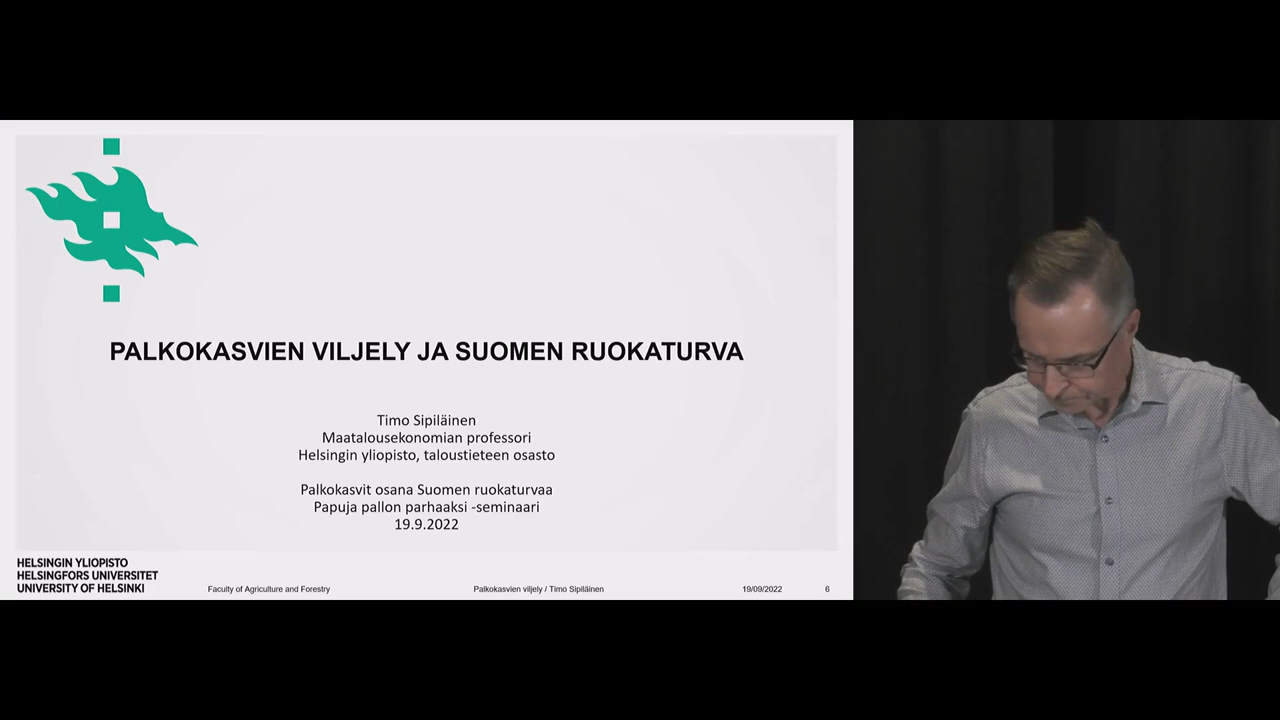 PALKOKASVIEN VILJELY JA SUOMEN RUOKATURVA
Timo Sipiläinen
Maatalousekonomian professori
Helsingin yliopisto, taloustieteen osasto
Palkokasvit osana Suomen ruokaturvaa
Papuja pallon parhaaksi -seminaari
19.9.2022
HELSINGIN YLIOPISTO
HELSINGFORS UNIVERSITET
UNIVERSITY OF HELSINKI
Faculty of Agriculture and Forestry
Palkokasvien viljely / Timo Sipiläinen
19/09/2022
6